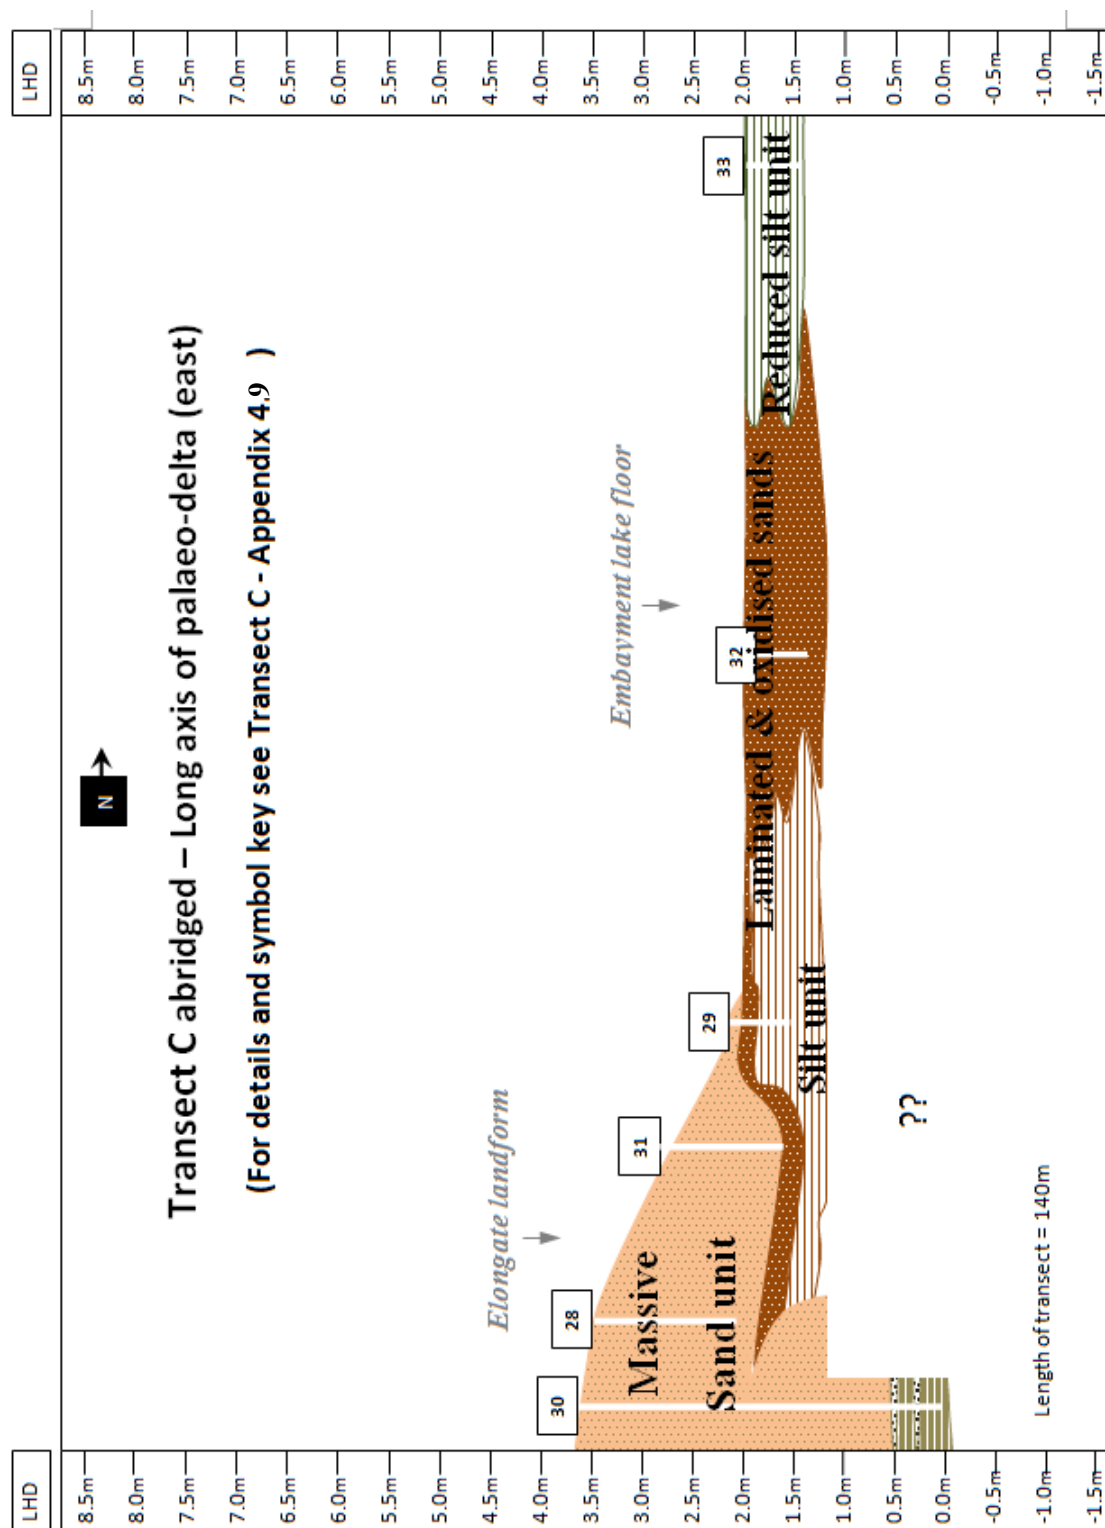 N
Transect C abridged – Long axis of palaeo-delta (east)
(For details and symbol key see Transect C - Appendix 4.9 )
LHD
8.5m
8.0m
7.5m
7.0m
6.5m
6.0m
5.5m
5.0m
4.5m
4.0m
3.5m
3.0m
2.5m
2.0m
1.5m
1.0m
0.5m
0.0m
-0.5m
-1.0m
-1.5m
Elongate landform
Embayment lake floor
30
28
31
29
32
33
Massive
Sand unit
Silt unit
Laminated & oxidised sands
Reduced silt unit
??
Length of transect = 140m
LHD
8.5m
8.0m
7.5m
7.0m
6.5m
6.0m
5.5m
5.0m
4.5m
4.0m
3.5m
3.0m
2.5m
2.0m
1.5m
1.0m
0.5m
0.0m
-0.5m
-1.0m
-1.5m